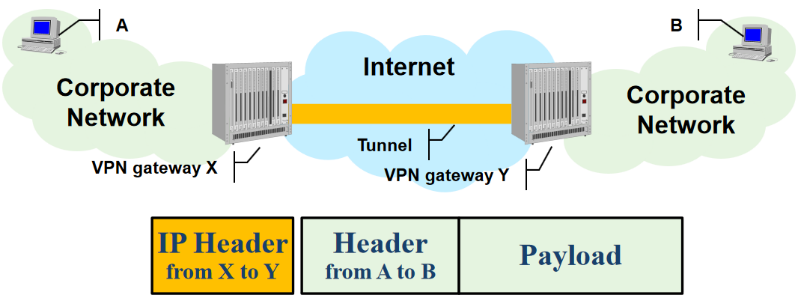 A
B
Corporate
Network
Internet
Corporate
Network
Tunnel
VPN gateway X
VPN gateway Y
IP Header
from X to Y
Header
from A to B
Payload